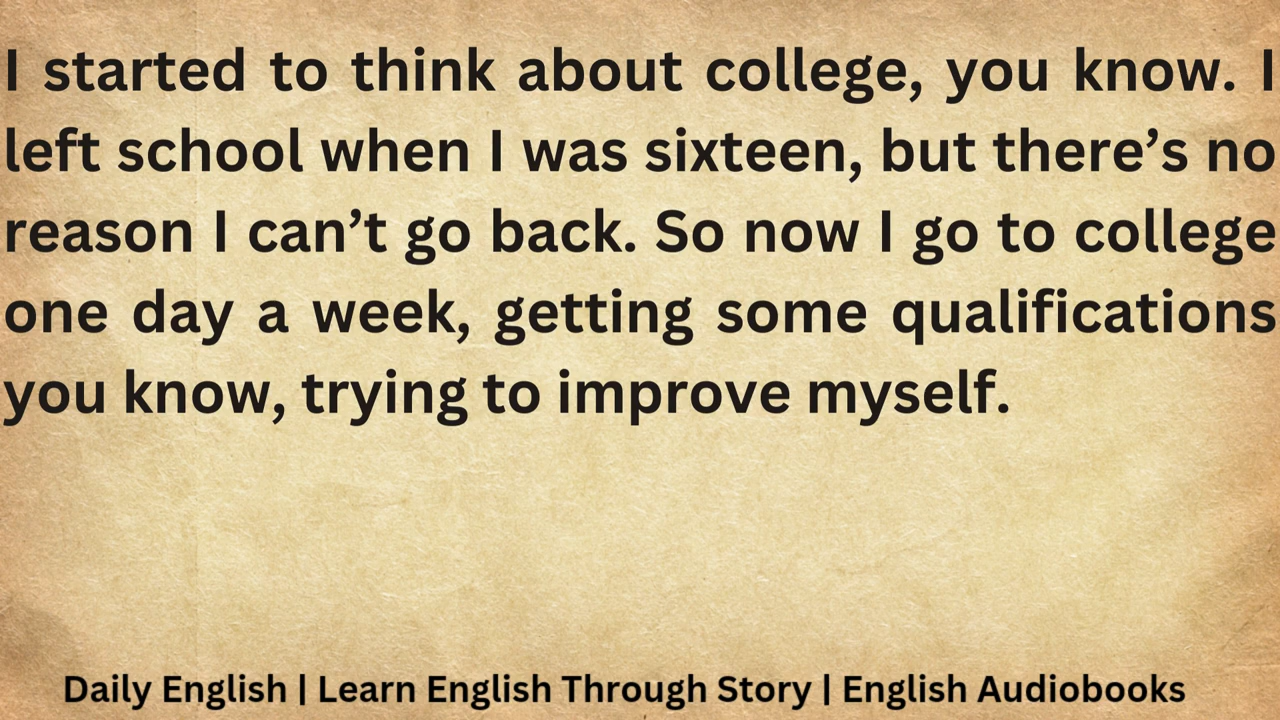 I started to think about college, you know. I
left school when I was sixteen, but there’s no
reason I can’t go back. So now I go to college
one day a week, getting some qualifications
you know, trying to improve myself.
Daily English | Learn English Through Story | English Audiobooks